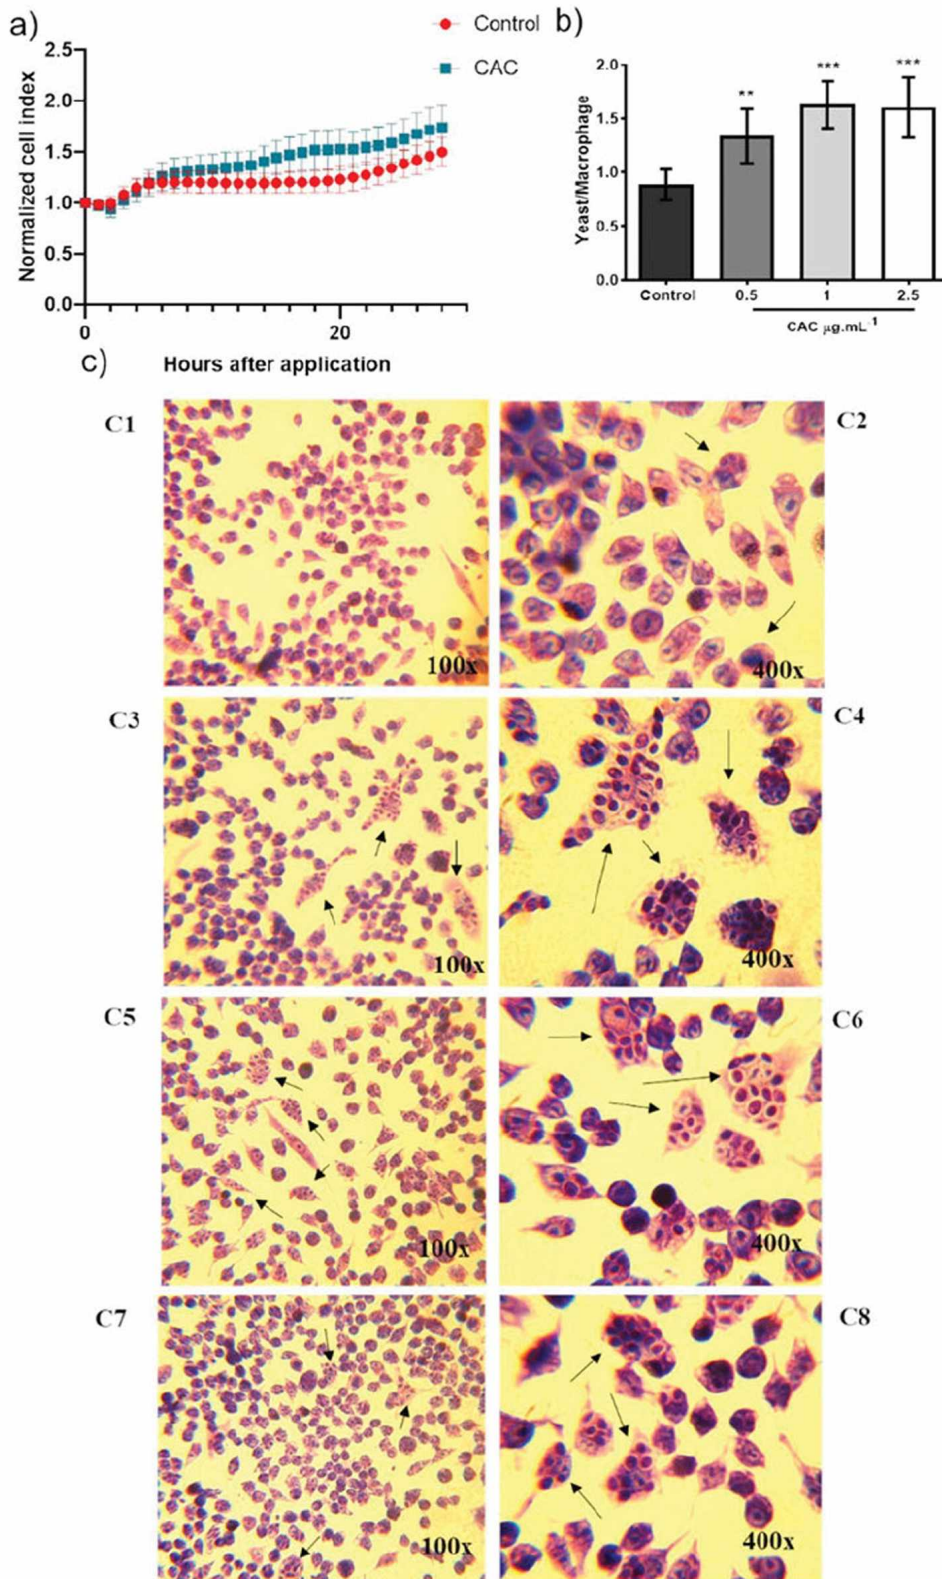 a)
Control
CAC
2.5
2.0
1.5
1.0
0.5
0.0
Normalized cell index
0
20
Hours after application
b)
2.0
1.5
1.0
0.5
0.0
Yeast/Macrophage
**
***
***
Control
0.5
1
2.5
CAC µg.mL⁻¹
c)
C1
100x
C2
400x
C3
100x
C4
400x
C5
100x
C6
400x
C7
100x
C8
400x